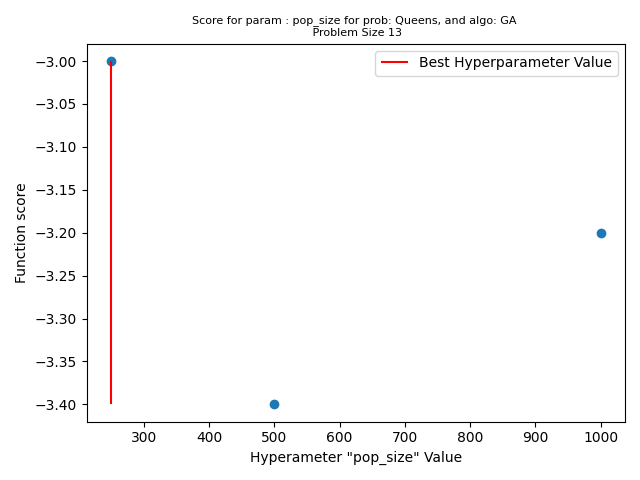 Score for param : pop_size for prob: Queens, and algo: GA
Problem Size 13
Best Hyperparameter Value
Function score
−3.00
−3.05
−3.10
−3.15
−3.20
−3.25
−3.30
−3.35
−3.40
300 400 500 600 700 800 900 1000
Hyperameter "pop_size" Value